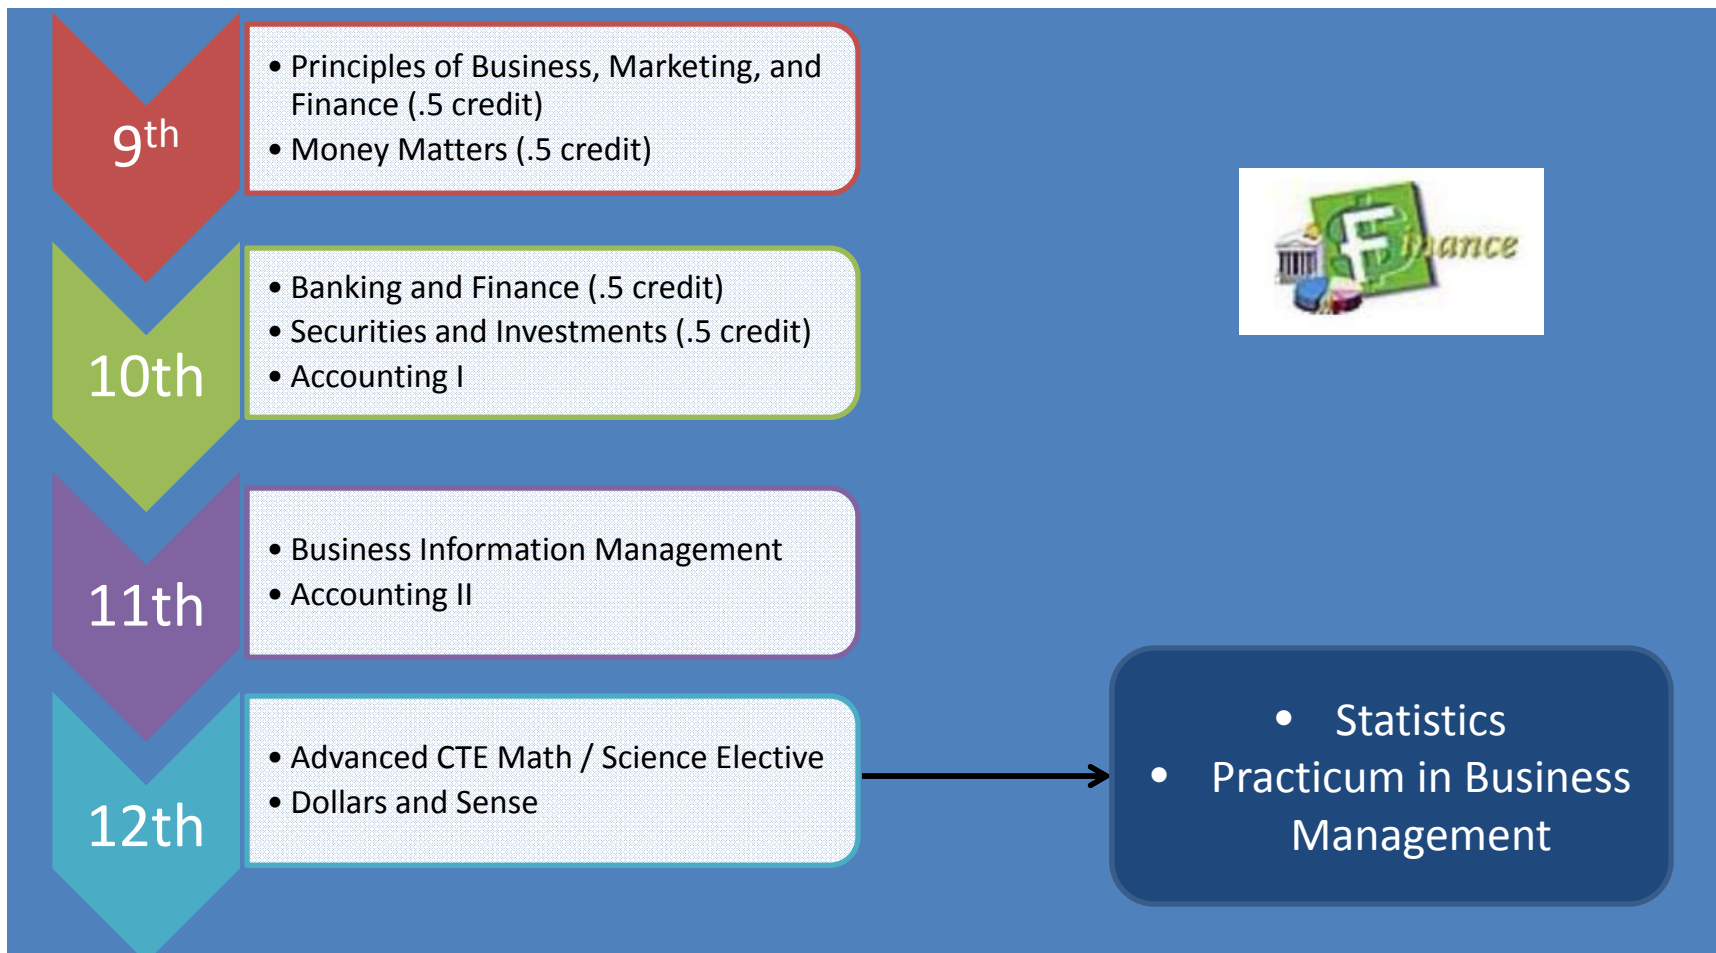 9th
• Principles of Business, Marketing, and
Finance (.5 credit)
• Money Matters (.5 credit)
Finance
10th
• Banking and Finance (.5 credit)
• Securities and Investments (.5 credit)
• Accounting I
11th
• Business Information Management
• Accounting II
12th
• Advanced CTE Math / Science Elective
• Dollars and Sense
• Statistics
• Practicum in Business
Management